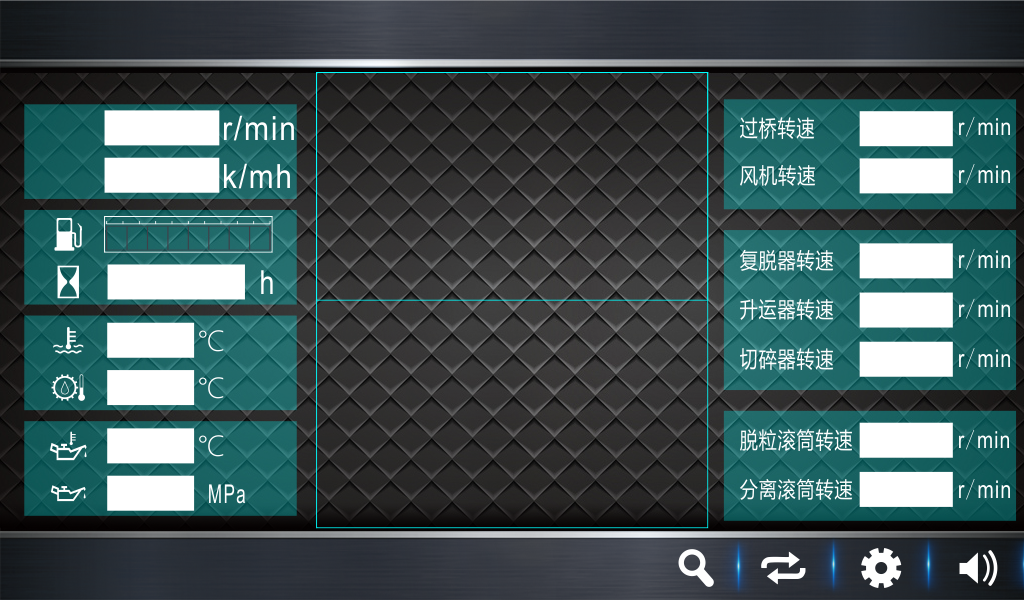 r/min
k/mh
h
℃
℃
℃
MPa
过桥转速 r/min
风机转速 r/min
复脱器转速 r/min
升运器转速 r/min
切碎器转速 r/min
脱粒滚筒转速 r/min
分离滚筒转速 r/min